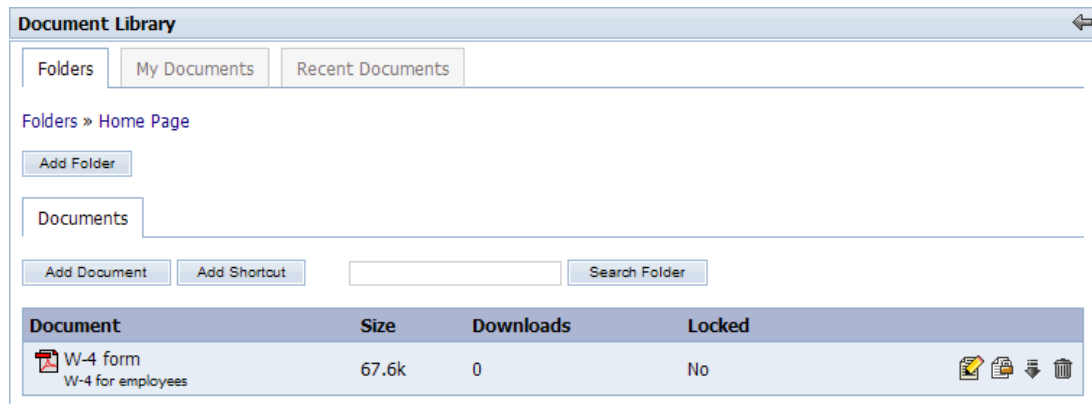 Document Library
Folders My Documents Recent Documents
Folders » Home Page
Add Folder
Documents
Add Document Add Shortcut Search Folder
Document Size Downloads Locked
W-4 form 67.6k 0 No
W-4 for employees